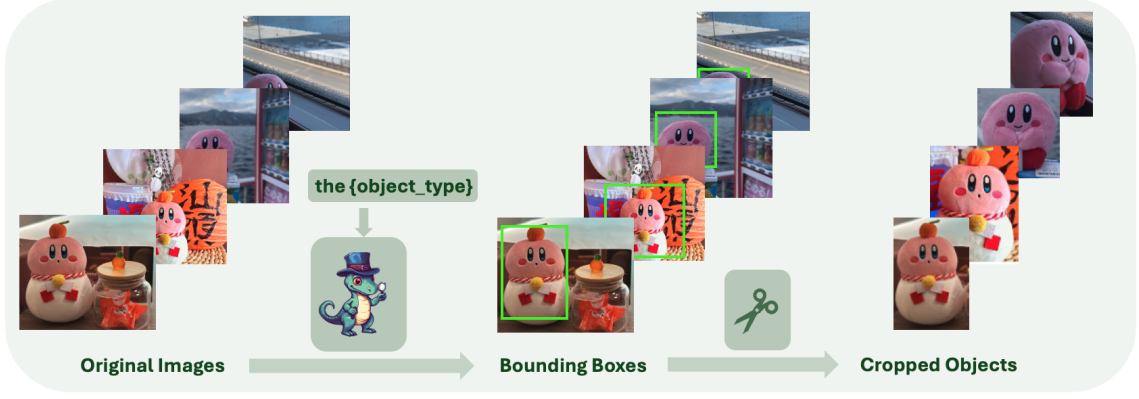 the {object_type}
Original Images
Bounding Boxes
Cropped Objects